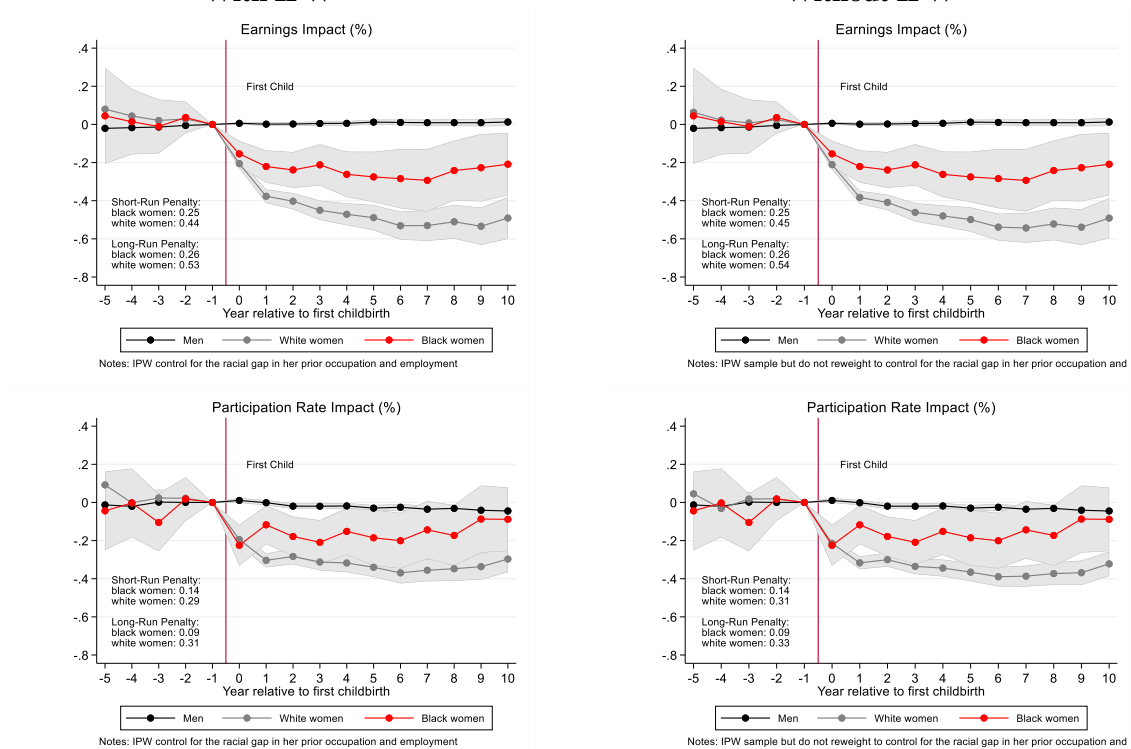 Earnings Impact (%)
.4
.2
0
-.2
-.4
-.6
-.8
First Child
Short-Run Penalty:
black women: 0.25
white women: 0.44
Long-Run Penalty:
black women: 0.26
white women: 0.53
-5 -4 -3 -2 -1 0 1 2 3 4 5 6 7 8 9 10
Year relative to first childbirth
Men White women Black women
Notes: IPW control for the racial gap in her prior occupation and employment
Earnings Impact (%)
.4
.2
0
-.2
-.4
-.6
-.8
First Child
Short-Run Penalty:
black women: 0.25
white women: 0.45
Long-Run Penalty:
black women: 0.26
white women: 0.54
-5 -4 -3 -2 -1 0 1 2 3 4 5 6 7 8 9 10
Year relative to first childbirth
Men White women Black women
Notes: IPW sample but do not reweight to control for the racial gap in her prior occupation and
Participation Rate Impact (%)
.4
.2
0
-.2
-.4
-.6
-.8
First Child
Short-Run Penalty:
black women: 0.14
white women: 0.29
Long-Run Penalty:
black women: 0.09
white women: 0.31
-5 -4 -3 -2 -1 0 1 2 3 4 5 6 7 8 9 10
Year relative to first childbirth
Men White women Black women
Notes: IPW control for the racial gap in her prior occupation and employment
Participation Rate Impact (%)
.4
.2
0
-.2
-.4
-.6
-.8
First Child
Short-Run Penalty:
black women: 0.14
white women: 0.31
Long-Run Penalty:
black women: 0.09
white women: 0.33
-5 -4 -3 -2 -1 0 1 2 3 4 5 6 7 8 9 10
Year relative to first childbirth
Men White women Black women
Notes: IPW sample but do not reweight to control for the racial gap in her prior occupation and